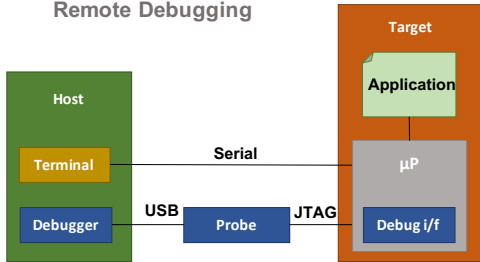 Remote Debugging
Target
Application
Host
Serial
Terminal
µP
USB
JTAG
Debugger
Probe
Debug i/f